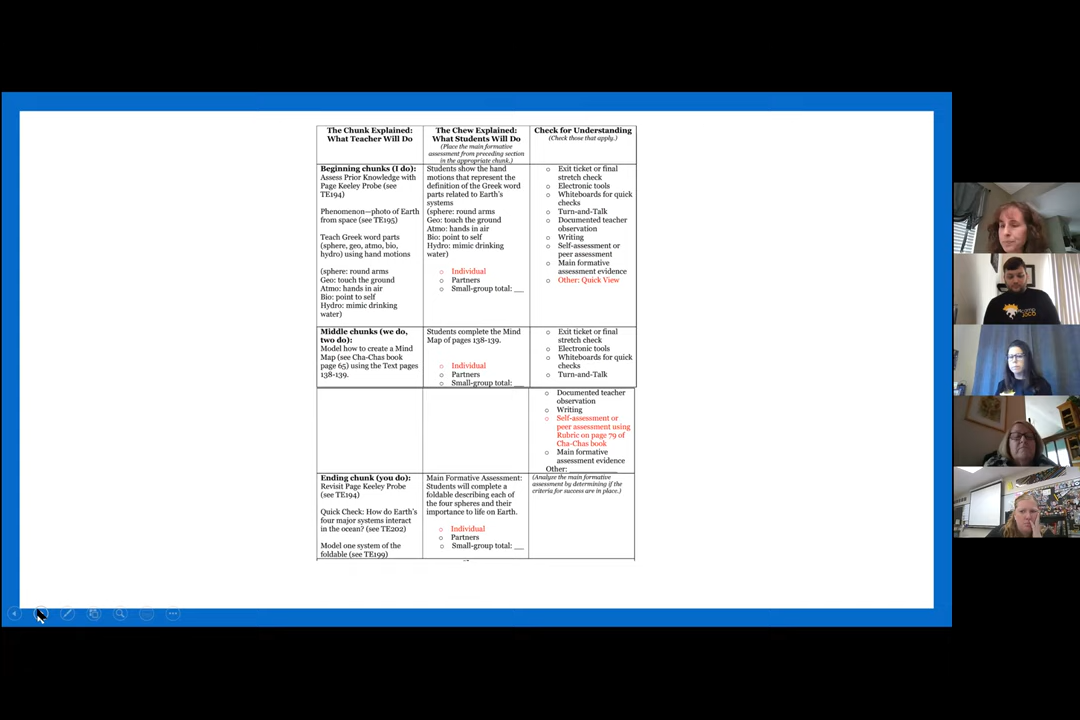 The Chunk Explained:
What Teacher Will Do
The Chew Explained:
What Students Will Do
(Place the main formative
assessment from preceding section
in the appropriate chunk.)
Check for Understanding
(Check those that apply.)
Beginning chunks (I do):
Assess Prior Knowledge with
Page Keeley Probe (see
TE194)
Phenomenon—photo of Earth
from space (see TE195)
Teach Greek word parts
(sphere, geo, atmo, bio,
hydro) using hand motions
(sphere: round arms
Geo: touch the ground
Atmo: hands in air
Bio: point to self
Hydro: mimic drinking
water)
Students show the hand
motions that represent the
definition of the Greek word
parts related to Earth's
systems
(sphere: round arms
Geo: touch the ground
Atmo: hands in air
Bio: point to self
Hydro: mimic drinking
water)
o Individual
o Partners
o Small-group total: __
o Exit ticket or final
stretch check
o Electronic tools
o Whiteboards for quick
checks
o Turn-and-Talk
o Documented teacher
observation
o Writing
o Self-assessment or
peer assessment
o Main formative
assessment evidence
o Other: Quick View
Middle chunks (we do,
two do):
Model how to create a Mind
Map (see Cha-Chas book
page 65) using the Text pages
138-139.
Students complete the Mind
Map of pages 138-139.
o Individual
o Partners
o Small-group total: __
o Exit ticket or final
stretch check
o Electronic tools
o Whiteboards for quick
checks
o Turn-and-Talk
o Documented teacher
observation
o Writing
o Self-assessment or
peer assessment using
Rubric on page 79 of
Cha-Chas book
o Main formative
assessment evidence
Other: __________
Ending chunk (you do):
Revisit Page Keeley Probe
(see TE194)
Quick Check: How do Earth's
four major systems interact
in the ocean? (see TE202)
Model one system of the
foldable (see TE199)
Main Formative Assessment:
Students will complete a
foldable describing each of
the four spheres and their
importance to life on Earth.
o Individual
o Partners
o Small-group total: __
(Analyze the main formative
assessment by determining if the
criteria for success are in place.)